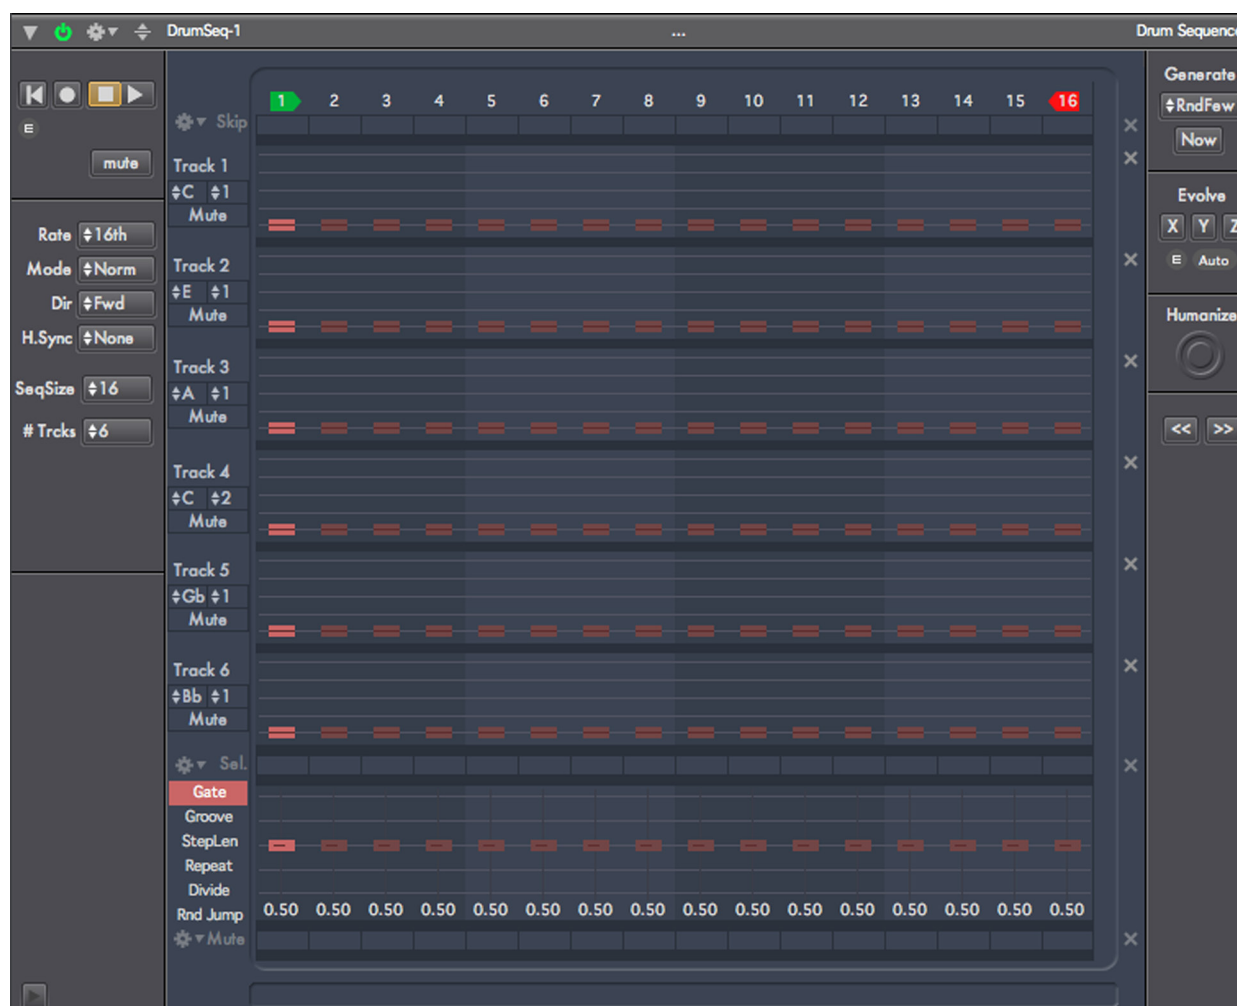 DrumSeq-1 ... Drum Sequence
1 2 3 4 5 6 7 8 9 10 11 12 13 14 15 16
Skip
E
mute
Rate 16th
Mode Norm
Dir Fwd
H.Sync None
SeqSize 16
# Trcks 6
Track 1
C 1
Mute
Track 2
E 1
Mute
Track 3
A 1
Mute
Track 4
C 2
Mute
Track 5
Gb 1
Mute
Track 6
Bb 1
Mute
Sel.
Gate
Groove
StepLen
Repeat
Divide
Rnd Jump 0.50 0.50 0.50 0.50 0.50 0.50 0.50 0.50 0.50 0.50 0.50 0.50 0.50 0.50 0.50 0.50
Mute
Generate
RndFew
Now
Evolve
X Y Z
E Auto
Humanize
<< >>